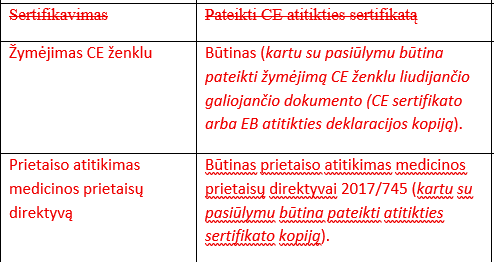 Sertifikavimas
Pateikti CE atitikties sertifikatą
Žymėjimas CE ženklu
Būtinas (kartu su pasiūlymu būtina
pateikti žymėjimą CE ženklu liudijančio
galiojančio dokumento (CE sertifikato
arba EB atitikties deklaracijos kopiją).
Prietaiso atitikimas
medicinos prietaisų
direktyvą
Būtinas prietaiso atitikimas medicinos
prietaisų direktyvai 2017/745 (kartu su
pasiūlymu būtina pateikti atitikties
sertifikato kopiją).